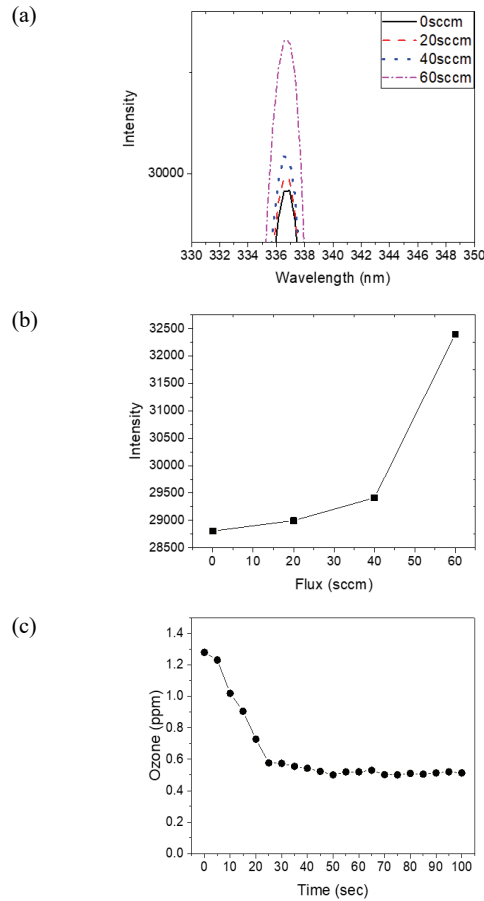 (a)
0sccm
20sccm
40sccm
60sccm
Intensity
30000
330 332 334 336 338 340 342 344 346 348 350
Wavelength (nm)
(b)
32500
32000
31500
31000
30500
30000
29500
29000
28500
Intensity
0 10 20 30 40 50 60
Flux (sccm)
(c)
1.4
1.2
1.0
0.8
0.6
0.4
0.2
0.0
Ozone (ppm)
0 10 20 30 40 50 60 70 80 90 100
Time (sec)